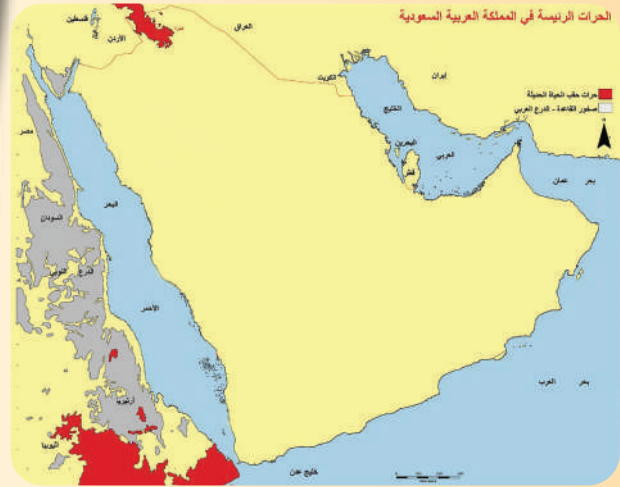 الحرات الرئيسة في المملكة العربية السعودية
فلسطين
الأردن
العراق
الكويت
إيران
حرات حقب الحياة الحديثة
صخور القاعدة - الدرع العربي
مصر
الخليج
العربي
البحرين
قطر
بحر عمان
السودان
البحر
الأحمر
الدرع النوبي
بحر العرب
أرتيريا
أثيوبيا
خليج عدن